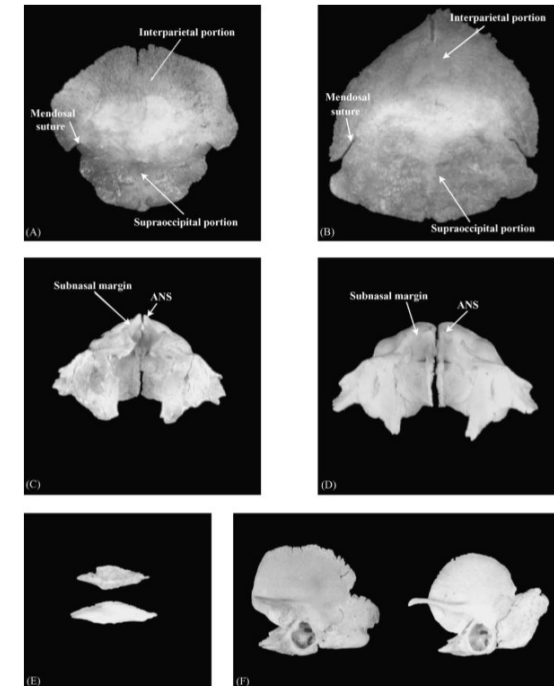 Interparietal portion
Mendosal
suture
Supraoccipital portion
(A)
Interparietal portion
Mendosal
suture
Supraoccipital portion
(B)
Subnasal margin
ANS
(C)
Subnasal margin
ANS
(D)
(E)
(F)